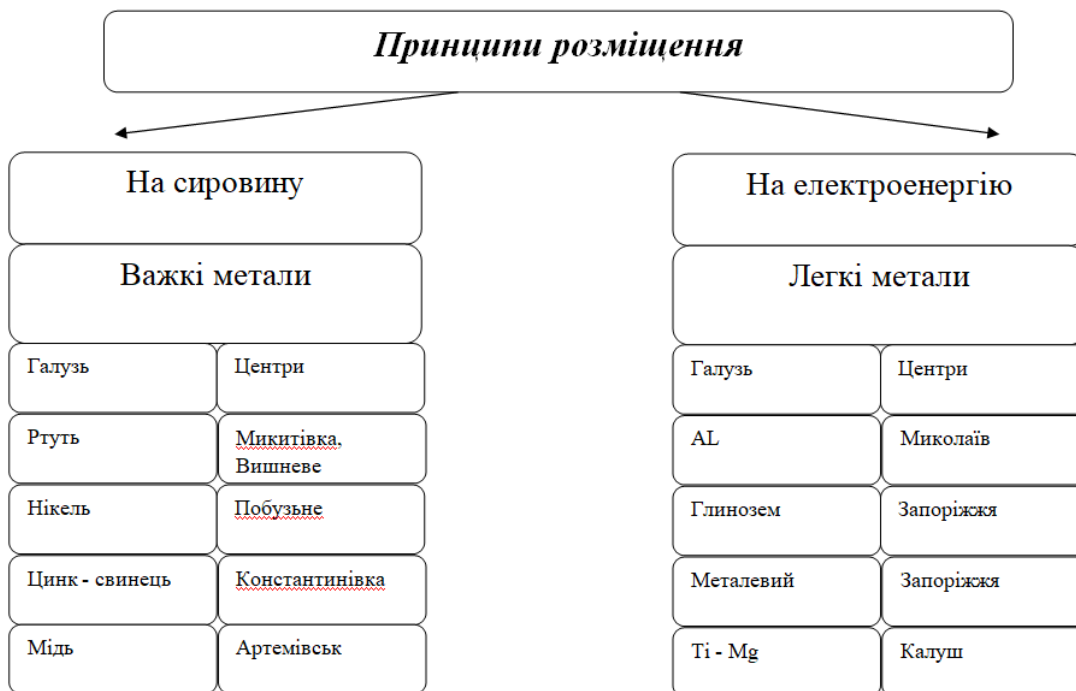 Принципи розміщення
На сировину
Важкі метали
Галузь
Центри
Ртуть
Микитівка,
Вишневе
Нікель
Побузьне
Цинк - свинець
Константинівка
Мідь
Артемівськ
На електроенергію
Легкі метали
Галузь
Центри
AL
Миколаїв
Глинозем
Запоріжжя
Металевий
Запоріжжя
Ti - Mg
Калуш